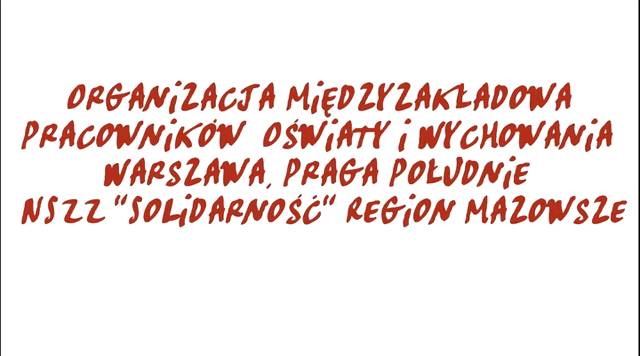 ORGANIZACJA MIĘDZYZAKŁADOWA
PRACOWNIKÓW OŚWIATY I WYCHOWANIA
WARSZAWA, PRAGA POŁUDNIE
NSZZ "SOLIDARNOŚĆ" REGION MAZOWSZE